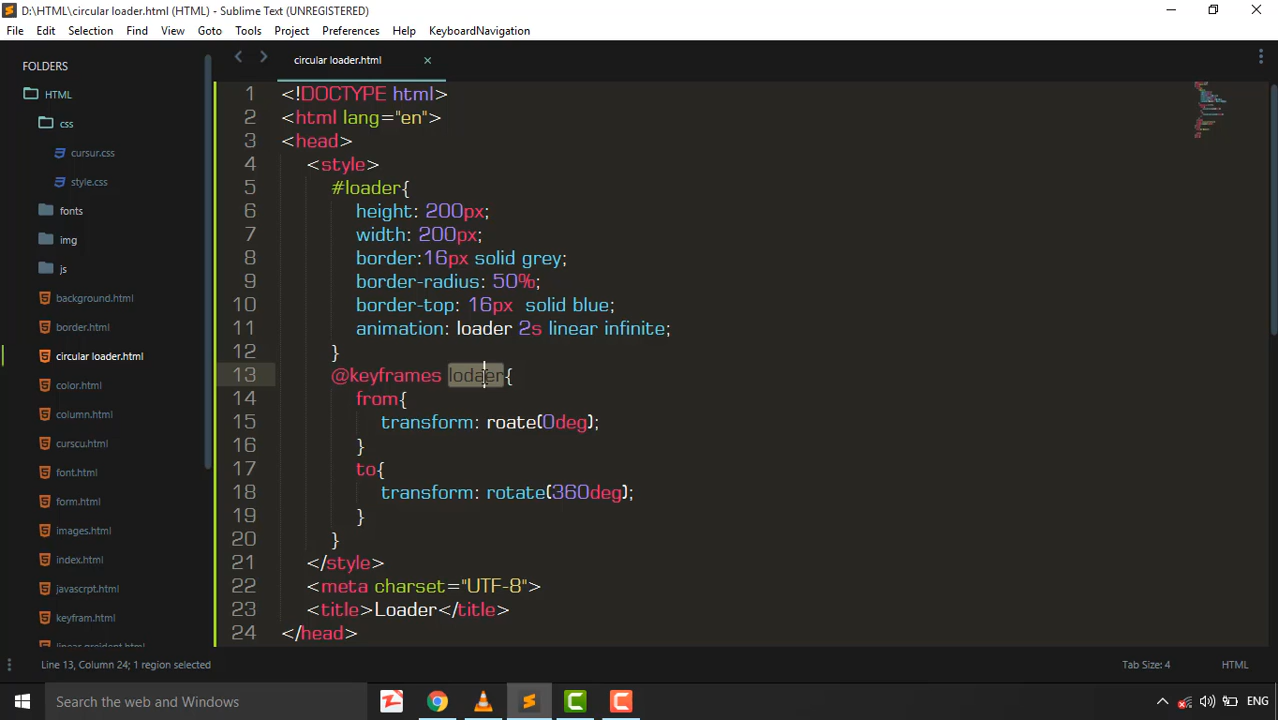 D:\HTML\circular loader.html (HTML) - Sublime Text (UNREGISTERED)
File Edit Selection Find View Goto Tools Project Preferences Help KeyboardNavigation
FOLDERS
HTML
css
cursur.css
style.css
fonts
img
js
background.html
border.html
circular loader.html
color.html
column.html
curscu.html
font.html
form.html
images.html
index.html
javascrpt.html
keyfram.html
linear greident.html
circular loader.html
1 <!DOCTYPE html>
2 <html lang="en">
3 <head>
4 <style>
5 #loader{
6 height: 200px;
7 width: 200px;
8 border:16px solid grey;
9 border-radius: 50%;
10 border-top: 16px  solid blue;
11 animation: loader 2s linear infinite;
12 }
13 @keyframes lodaer{
14 from{
15 transform: roate(0deg);
16 }
17 to{
18 transform: rotate(360deg);
19 }
20 }
21 </style>
22 <meta charset="UTF-8">
23 <title>Loader</title>
24 </head>
Line 13, Column 24; 1 region selected
Tab Size: 4
HTML
Search the web and Windows
ENG